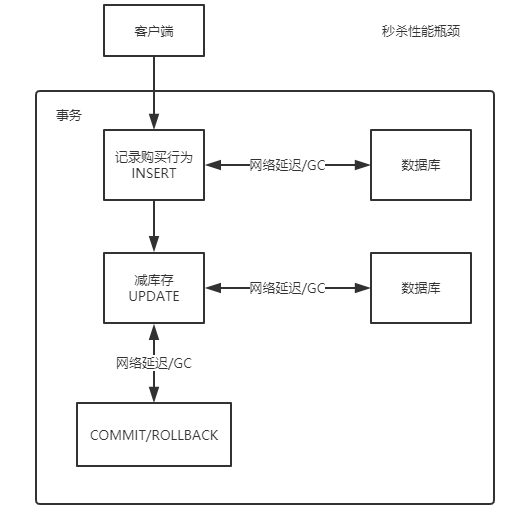 客户端
秒杀性能瓶颈
事务
记录购买行为
INSERT
网络延迟/GC
数据库
减库存
UPDATE
网络延迟/GC
数据库
网络延迟/GC
COMMIT/ROLLBACK